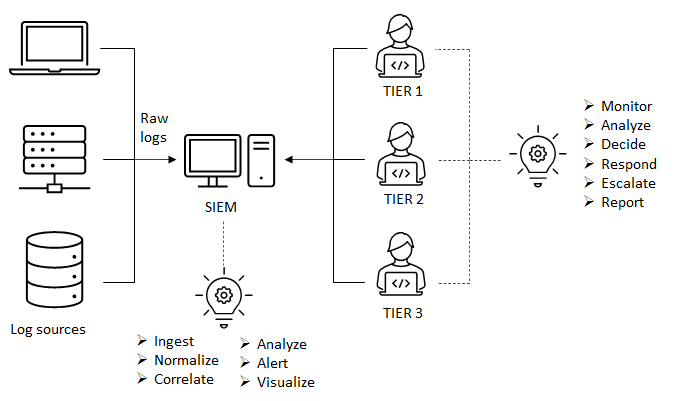 TIER 1
Raw
logs
SIEM
TIER 2
TIER 3
Log sources
Ingest
Normalize
Correlate
Analyze
Alert
Visualize
Monitor
Analyze
Decide
Respond
Escalate
Report